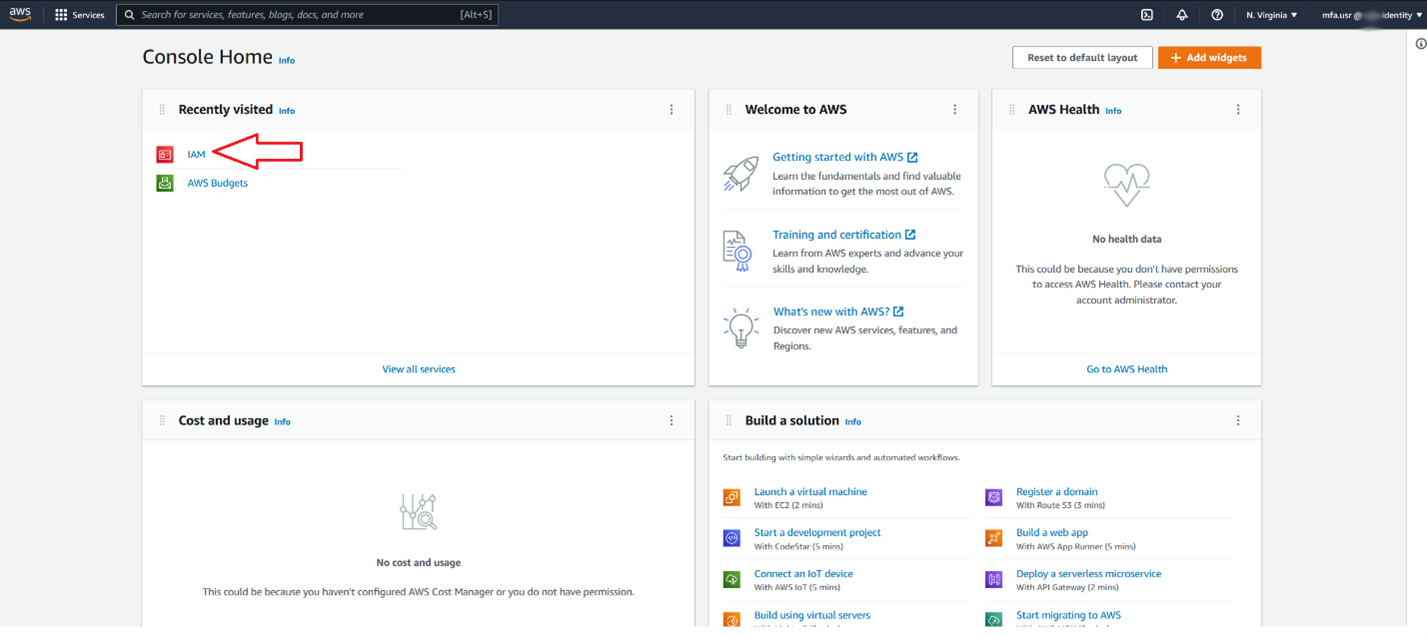 aws
Services
Search for services, features, blogs, docs, and more
[Alt+S]
N. Virginia
mfa.usr @
identity
Console Home Info
Reset to default layout
Add widgets
Recently visited Info
IAM
AWS Budgets
View all services
Welcome to AWS
Getting started with AWS
Learn the fundamentals and find valuable
information to get the most out of AWS.
Training and certification
Learn from AWS experts and advance your
skills and knowledge.
What's new with AWS?
Discover new AWS services, features, and
Regions.
AWS Health Info
No health data
This could be because you don't have permissions
to access AWS Health. Please contact your
account administrator.
Go to AWS Health
Cost and usage Info
No cost and usage
This could be because you haven't configured AWS Cost Manager or you do not have permission.
Build a solution Info
Start building with simple wizards and automated workflows.
Launch a virtual machine
With EC2 (2 mins)
Start a development project
With CodeStar (5 mins)
Connect an IoT device
With AWS IoT (5 mins)
Build using virtual servers
Register a domain
With Route 53 (3 mins)
Build a web app
With AWS App Runner (5 mins)
Deploy a serverless microservice
With API Gateway (2 mins)
Start migrating to AWS